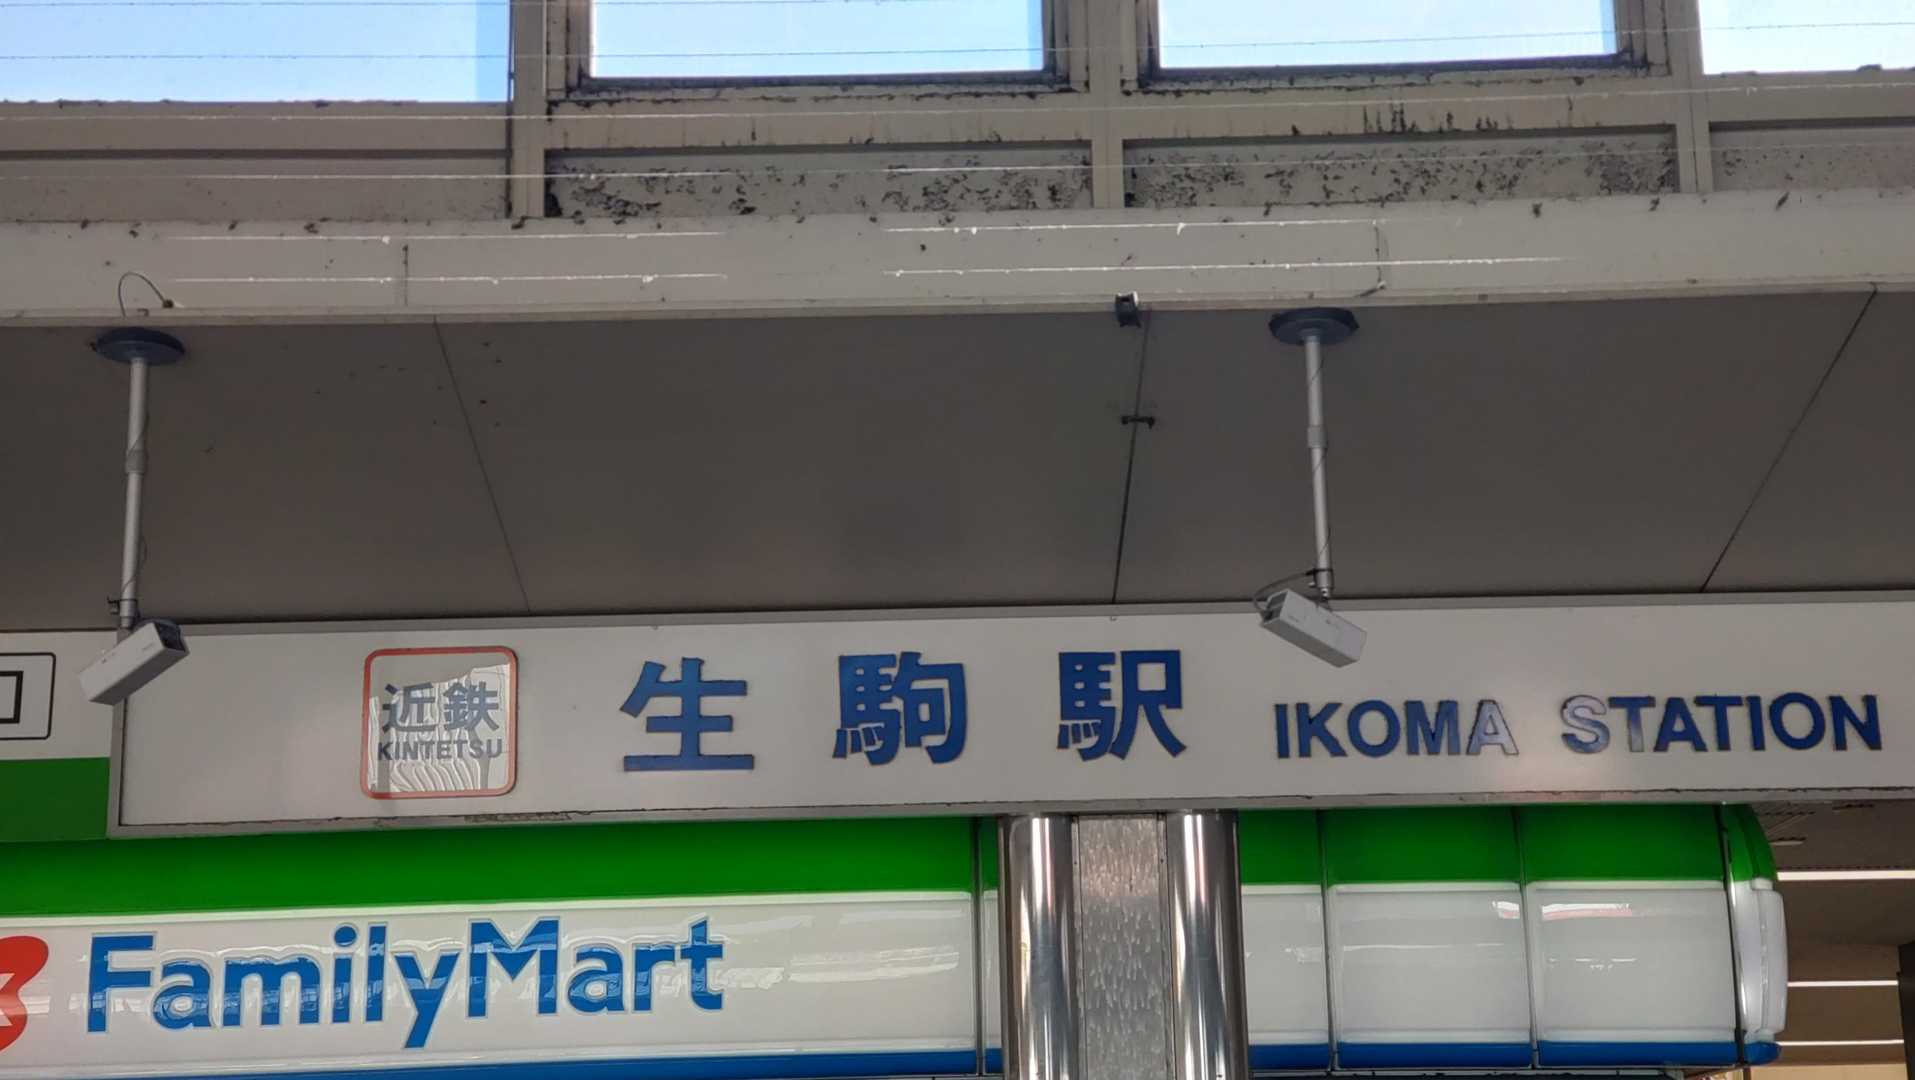 近鉄
KINTETSU
生駒駅 IKOMA STATION
FamilyMart